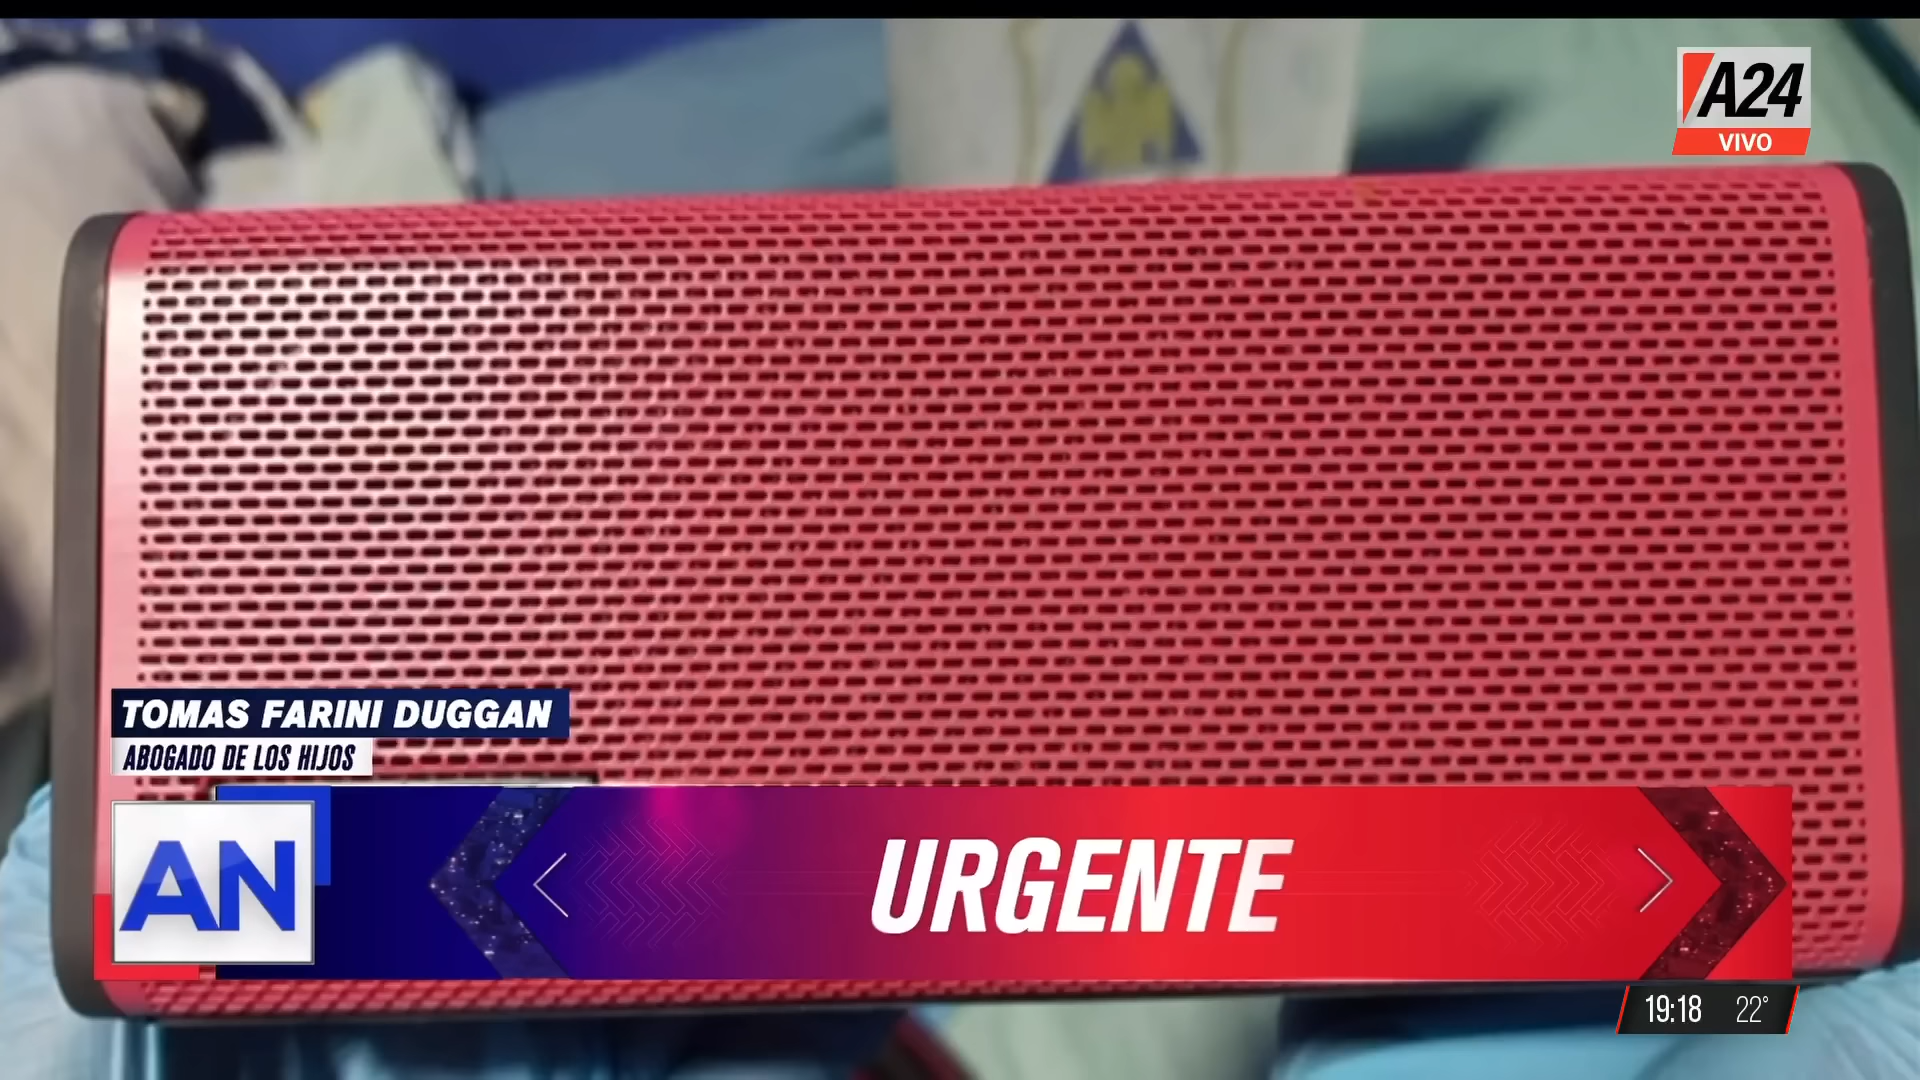 A24
VIVO
TOMAS FARINI DUGGAN
ABOGADO DE LOS HIJOS
AN
URGENTE
19:18 22°